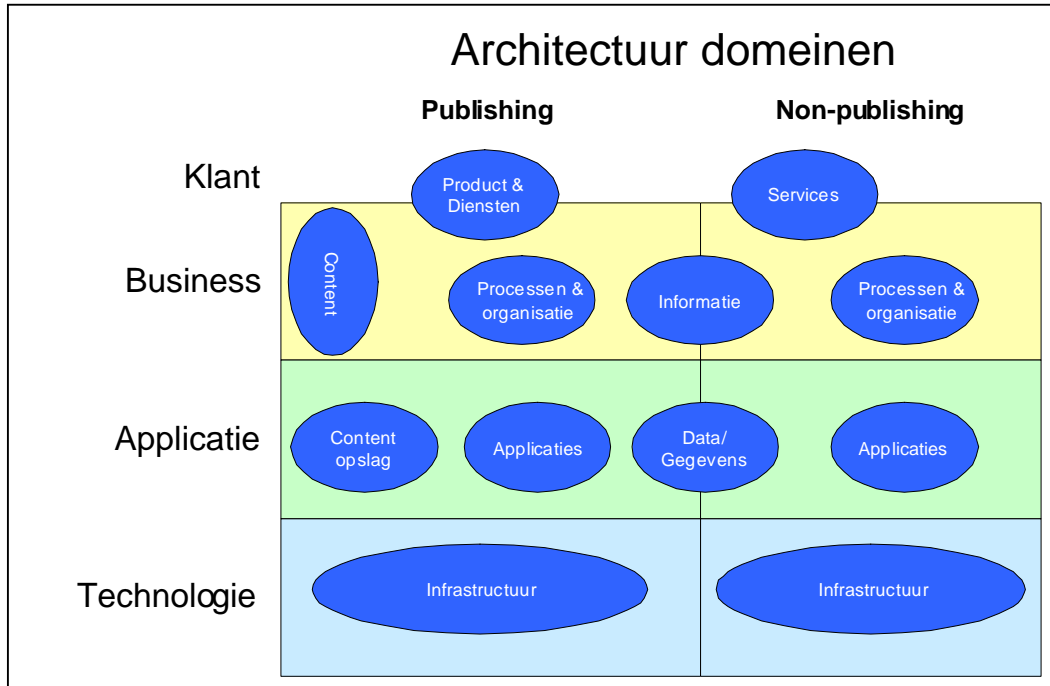 Architectuur domeinen
Publishing
Non-publishing
Klant
Product &
Diensten
Services
Business
Content
Processen &
organisatie
Informatie
Processen &
organisatie
Applicatie
Content
opslag
Applicaties
Data/
Gegevens
Applicaties
Technologie
Infrastructuur
Infrastructuur